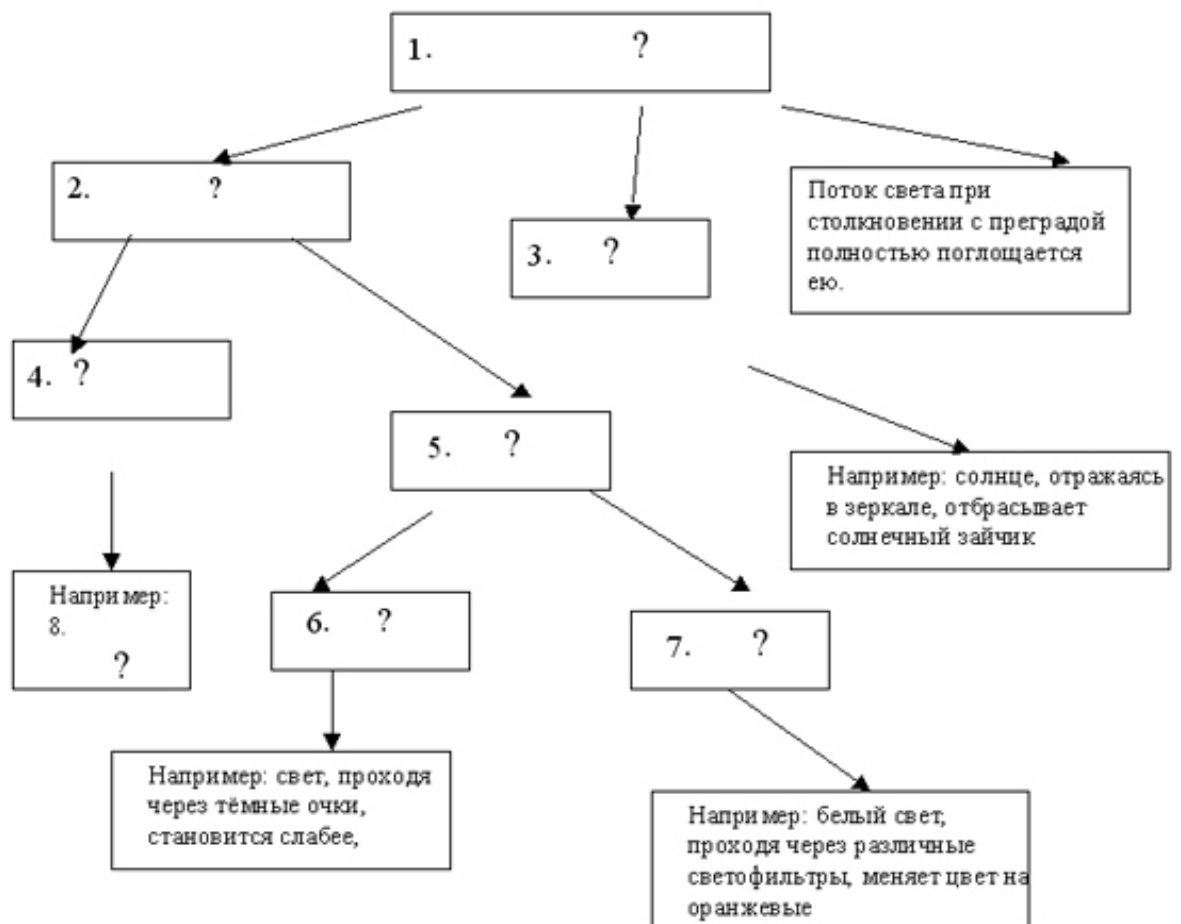 1. ?
2. ?
Поток света при
столкновении с преградой
полностью поглощается
ею.
3. ?
4. ?
5. ?
Например: солнце, отражаясь
в зеркале, отбрасывает
солнечный зайчик
Например:
8.
?
6. ?
7. ?
Например: свет, проходя
через тёмные очки,
становится слабее,
Например: белый свет,
проходя через различные
светофильтры, меняет цвет на
оранжевые